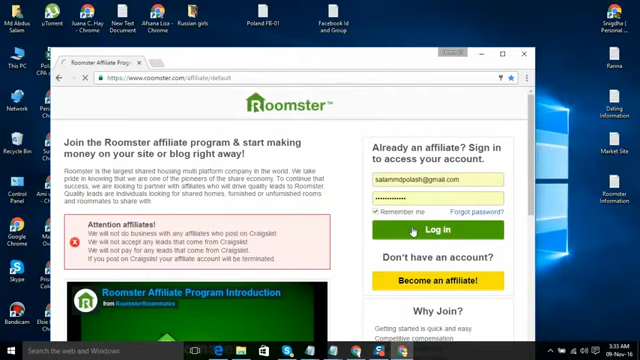 Md Abdus
Salam
µTorrent
Juana C. Hay
- Chrome
New Text
Document
Afsana Liza -
Chrome
Russian girls
Poland FB-01
Facebook Id
and Group
Snigdha (
Personal ...
This PC
Ranna
Network
Dating
Information
Recycle Bin
Control
Panel
Market Site
Firefox
Personal
Information
Bandicam
Roomster Affiliate Prog
https://www.roomster.com/affiliate/default
Roomster™
Join the Roomster affiliate program & start making
money on your site or blog right away!
Roomster is the largest shared housing multi platform company in the world. We take
pride in knowing that we are one of the pioneers of the share economy. To continue that
success, we are looking to partner with affiliates who will drive quality leads to Roomster.
Quality leads are individuals looking for shared homes, furnished or unfurnished rooms
and roommates to share with.
Attention affiliates!
We will not do business with any affiliates who post on Craigslist.
We will not accept any leads that come from Craigslist.
We will not pay for any leads that come from Craigslist.
If you post on Craigslist your affiliate account will be terminated.
Roomster Affiliate Program Introduction
from RoomsterRoommates
Already an affiliate? Sign in
to access your account.
salammdpolash@gmail.com
•••••••••••••
Remember me
Forgot password?
Log in
Don't have an account?
Become an affiliate!
Why Join?
Getting started is quick and easy
Competitive compensation
Search the web and Windows
3:33 AM
09-Nov-16